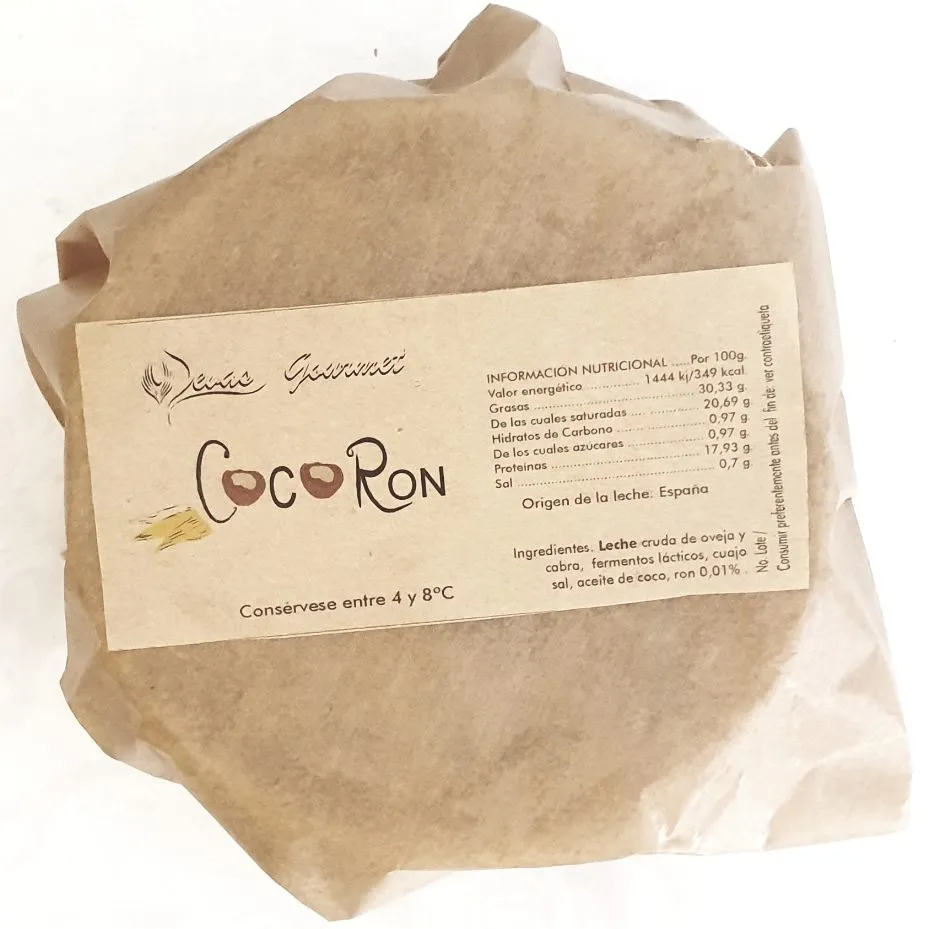 Devas Gourmet
COCORON
Consérvese entre 4 y 8ºC
INFORMACIÓN NUTRICIONAL .....Por 100g.
Valor energético ............ 1444 kj/349 kcal
Grasas .................................... 30,33 g.
De las cuales saturadas .... ............ 20,69 g.
Hidratos de Carbono .................... 0,97 g.
De los cuales azúcares .................. 0,97 g.
Proteínas ................................. 17,93 g.
Sal ............................................ 0,7 g.
Origen de la leche: España
Ingredientes. Leche cruda de oveja y
cabra, fermentos lácticos, cuajo
sal, aceite de coco, ron 0,01% .
No. Lote /
Consumir preferentemente antes del fin de: ver contraetiqueta